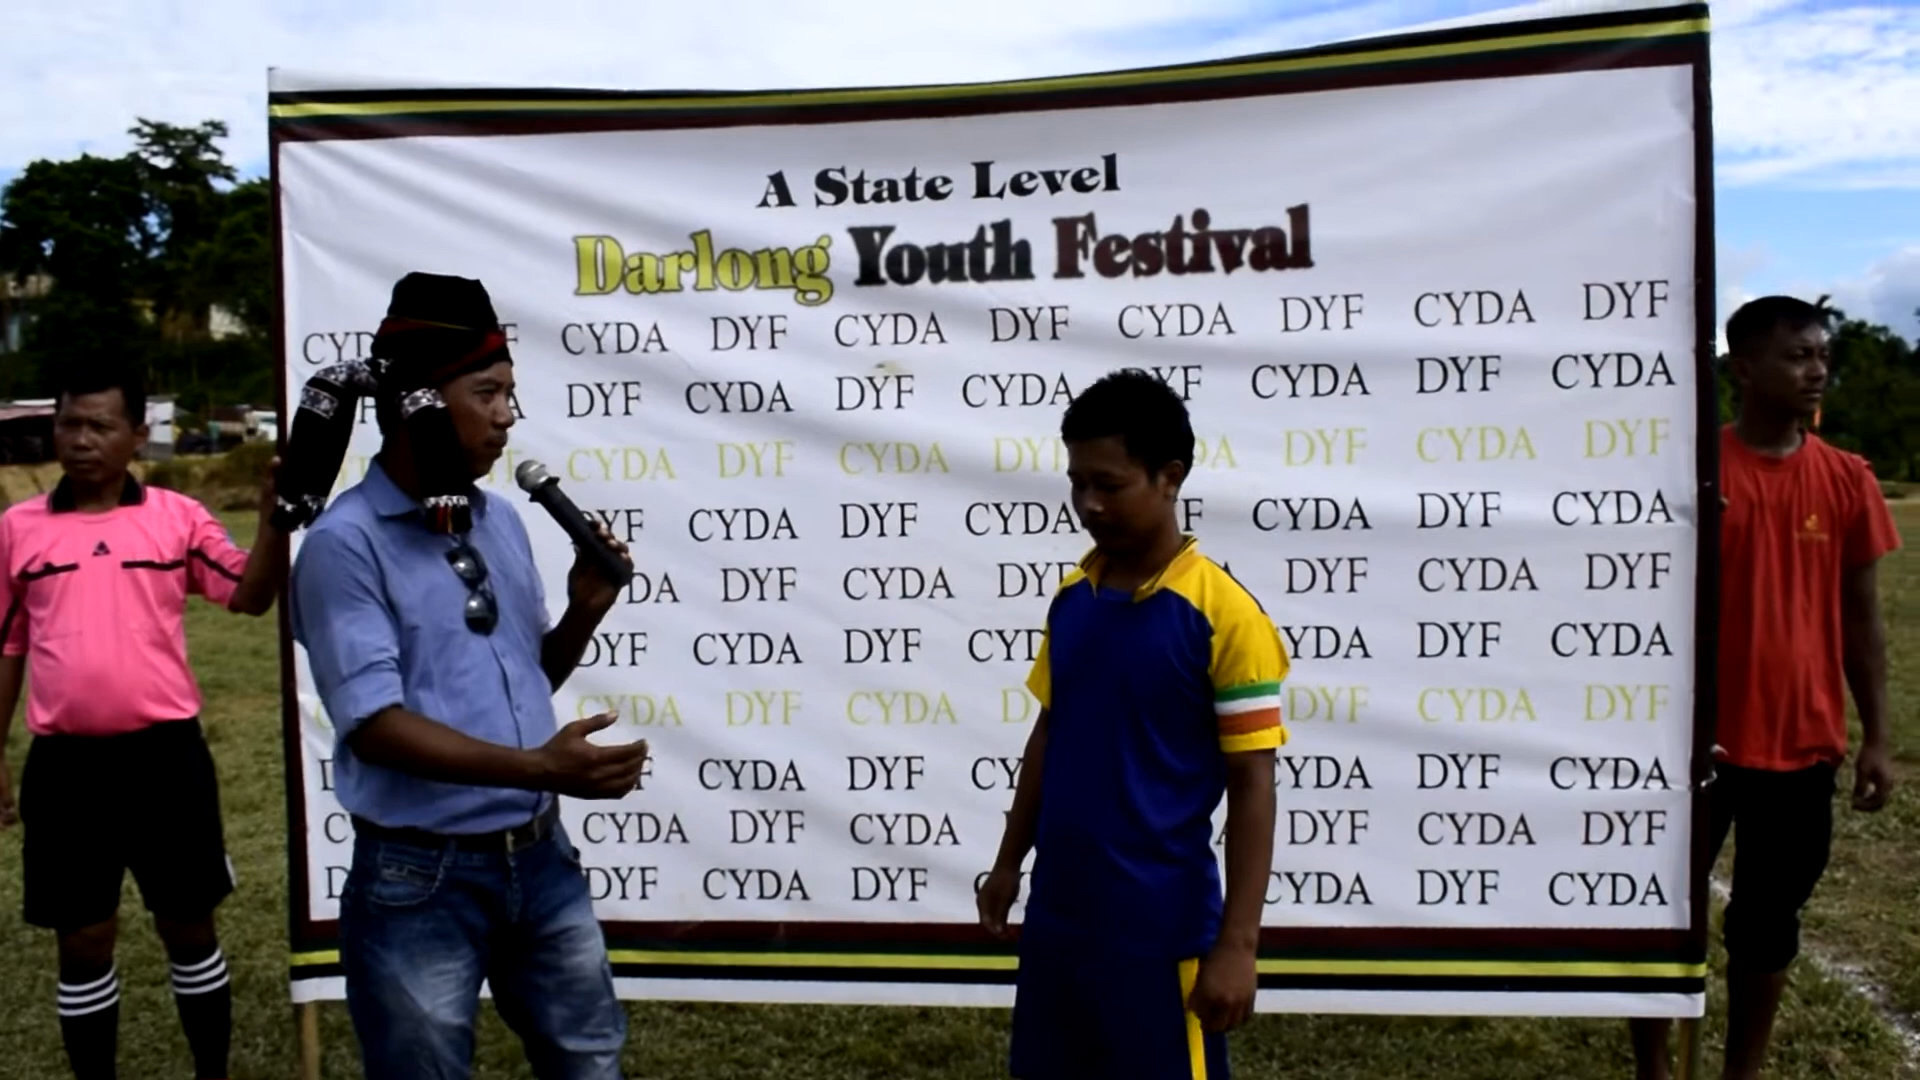 A State Level
Darlong Youth Festival
CYDA DYF CYDA DYF CYDA DYF CYDA DYF
DYF CYDA DYF CYDA DYF CYDA DYF CYDA
CYDA DYF CYDA DYF CYDA DYF
DYF CYDA DYF CYDA CYDA DYF CYDA
DYF CYDA DYF DYF CYDA DYF
DYF CYDA DYF DYF CYDA
CYDA DYF CYDA DYF CYDA DYF
CYDA DYF CYDA DYF CYDA
CYDA DYF CYDA DYF CYDA DYF
DYF CYDA DYF CYDA DYF CYDA